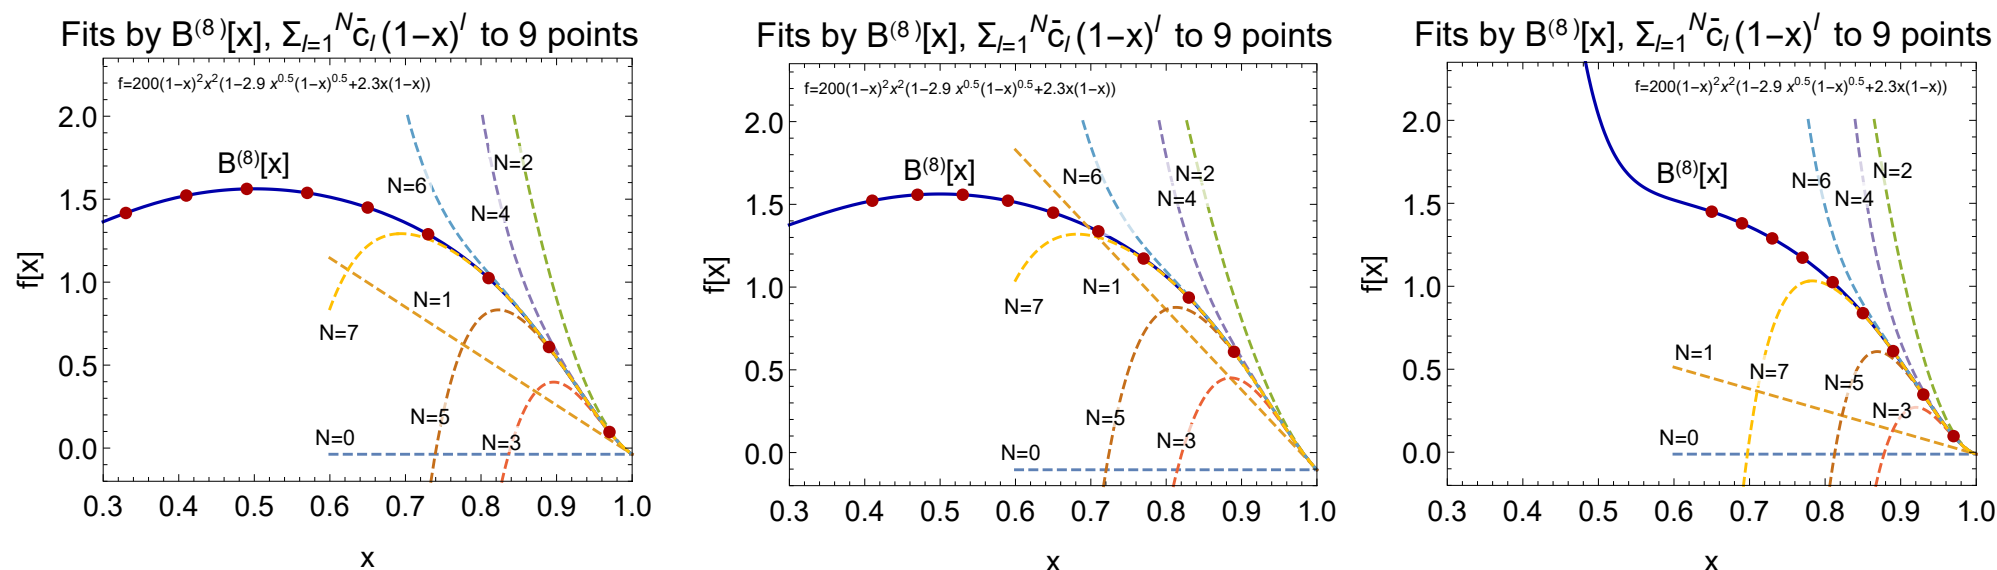 Fits by B⁽⁸⁾[x], Σₗ₌₁ᴺc̄ₗ(1−x)ˡ to 9 points
f=200(1−x)²x²(1−2.9 x⁰·⁵(1−x)⁰·⁵+2.3x(1−x))
2.0
1.5
1.0
0.5
0.0
f[x]
B⁽⁸⁾[x]
N=2
N=6
N=4
N=1
N=7
N=5
N=0
N=3
0.3 0.4 0.5 0.6 0.7 0.8 0.9 1.0
x
Fits by B⁽⁸⁾[x], Σₗ₌₁ᴺc̄ₗ(1−x)ˡ to 9 points
f=200(1−x)²x²(1−2.9 x⁰·⁵(1−x)⁰·⁵+2.3x(1−x))
2.0
1.5
1.0
0.5
0.0
f[x]
B⁽⁸⁾[x]
N=6
N=2
N=4
N=1
N=7
N=5
N=3
N=0
0.3 0.4 0.5 0.6 0.7 0.8 0.9 1.0
x
Fits by B⁽⁸⁾[x], Σₗ₌₁ᴺc̄ₗ(1−x)ˡ to 9 points
f=200(1−x)²x²(1−2.9 x⁰·⁵(1−x)⁰·⁵+2.3x(1−x))
2.0
1.5
1.0
0.5
0.0
f[x]
B⁽⁸⁾[x]
N=2
N=6
N=4
N=1
N=7
N=5
N=3
N=0
0.3 0.4 0.5 0.6 0.7 0.8 0.9 1.0
x